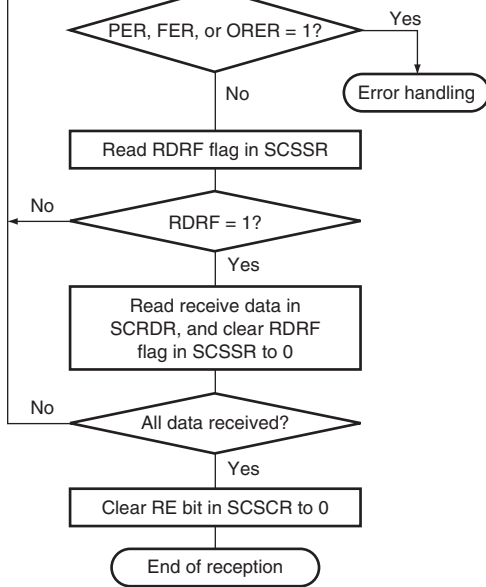 Yes
PER, FER, or ORER = 1?
Error handling
No
Read RDRF flag in SCSSR
No
RDRF = 1?
Yes
Read receive data in
SCRDR, and clear RDRF
flag in SCSSR to 0
No
All data received?
Yes
Clear RE bit in SCSCR to 0
End of reception